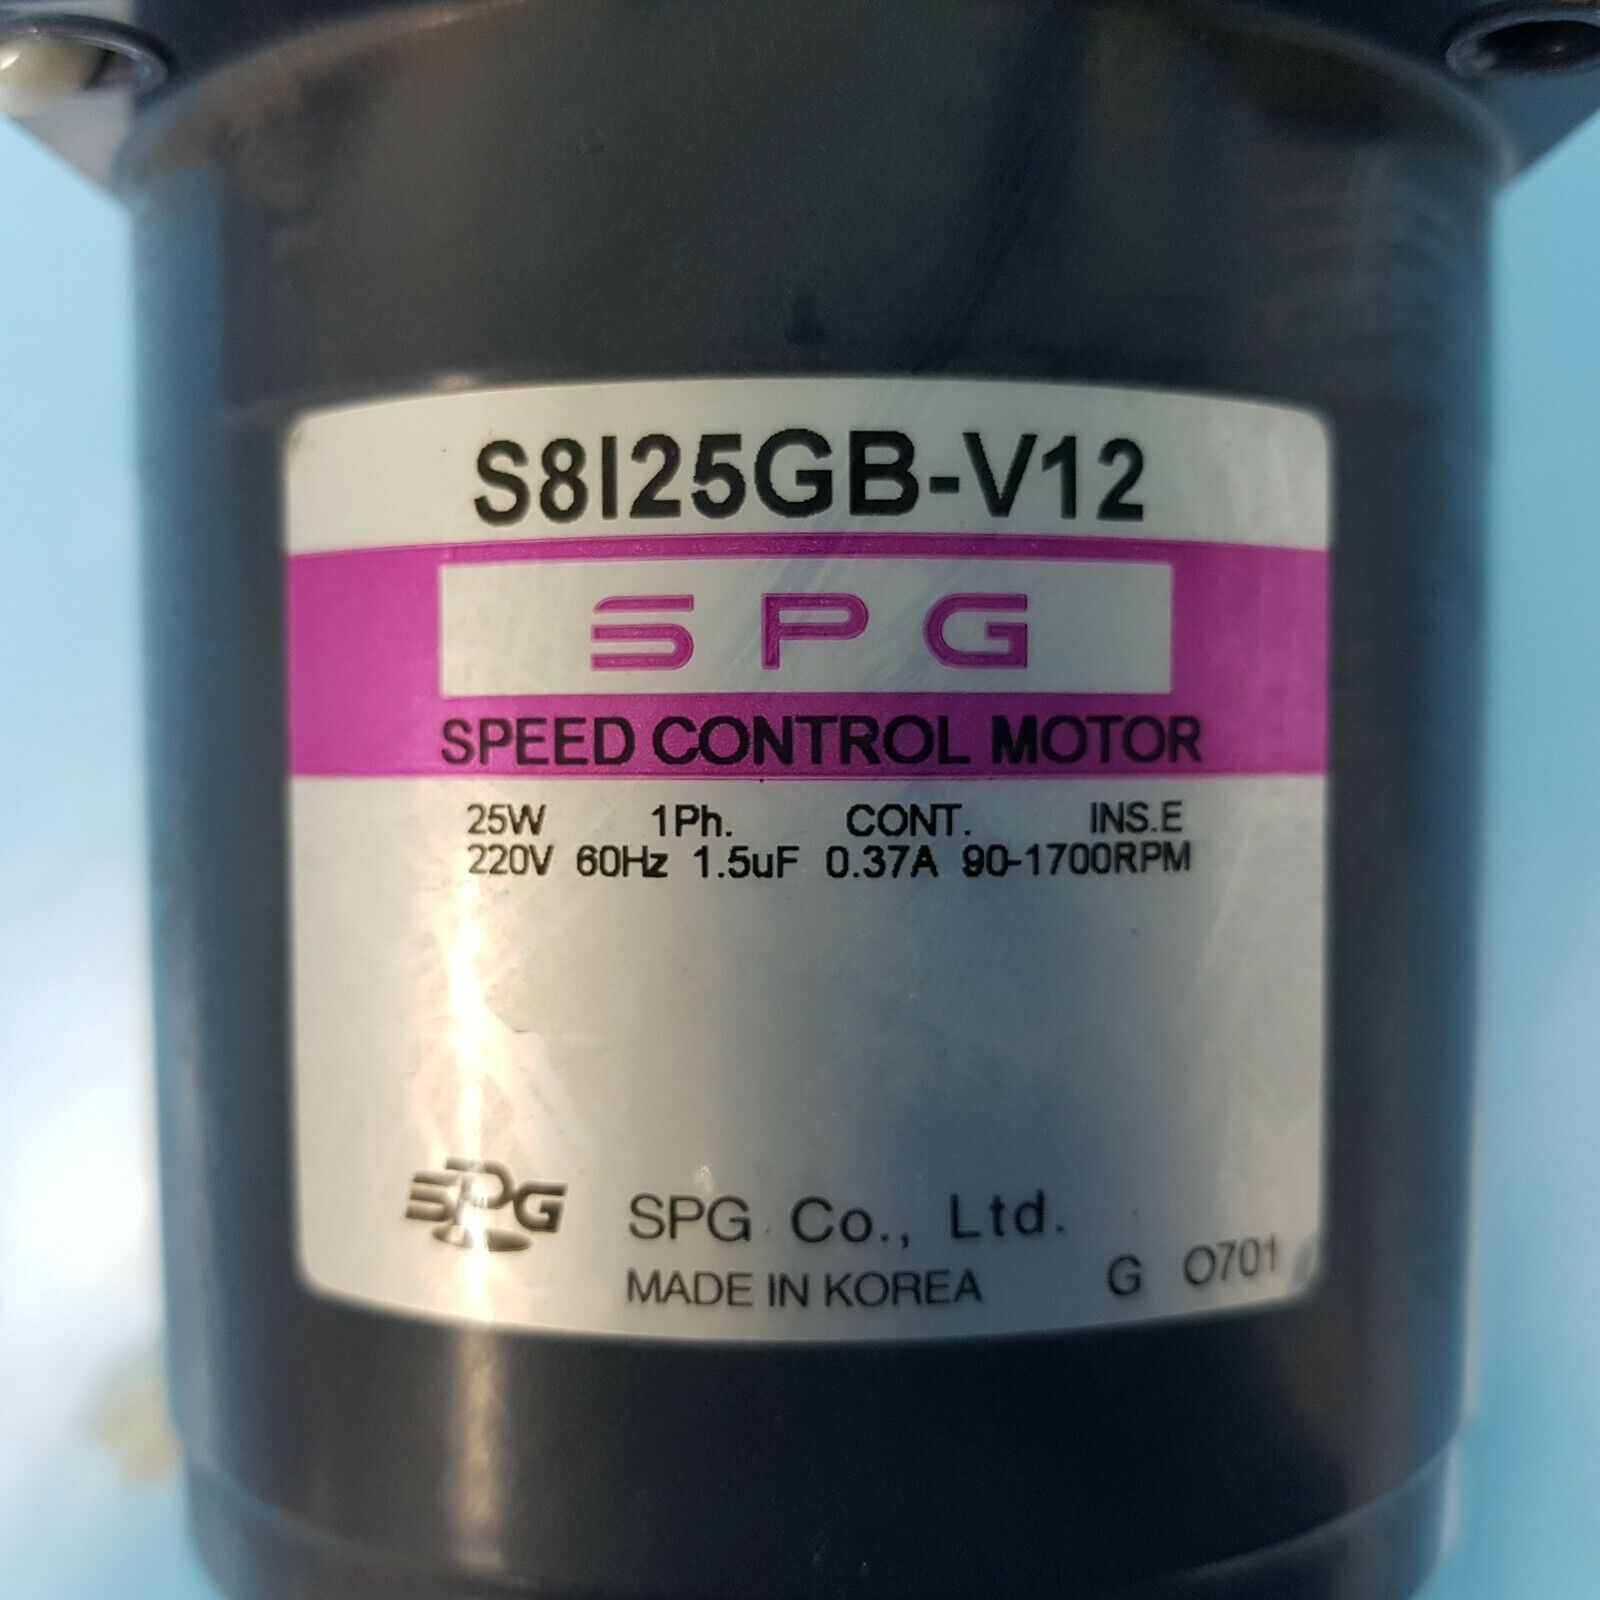 S8I25GB-V12
SPG
SPEED CONTROL MOTOR
25W 1Ph. CONT. INS.E
220V 60Hz 1.5uF 0.37A 90-1700RPM
SPG SPG Co., Ltd.
MADE IN KOREA G O701